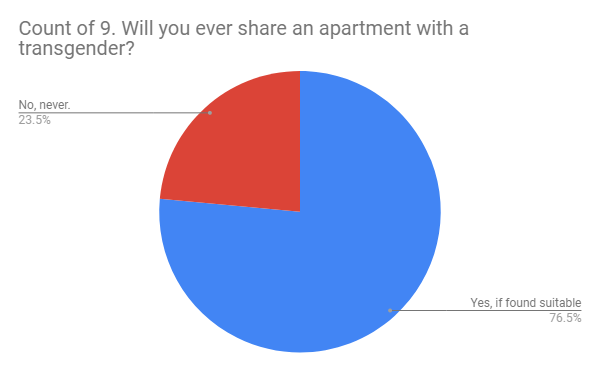 Count of 9. Will you ever share an apartment with a
transgender?
No, never.
23.5%
Yes, if found suitable
76.5%